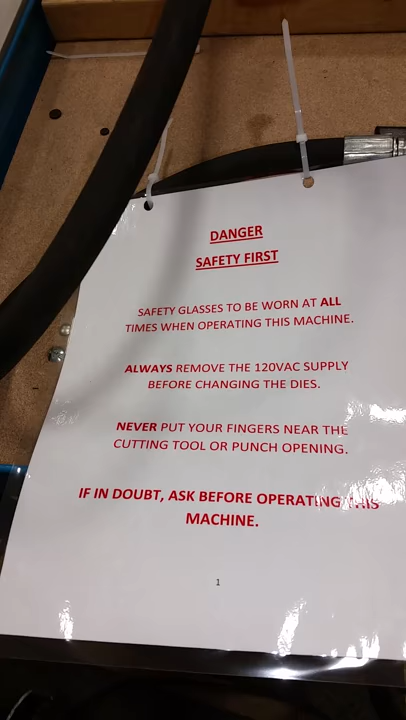 DANGER
SAFETY FIRST
SAFETY GLASSES TO BE WORN AT ALL
TIMES WHEN OPERATING THIS MACHINE.
ALWAYS REMOVE THE 120VAC SUPPLY
BEFORE CHANGING THE DIES.
NEVER PUT YOUR FINGERS NEAR THE
CUTTING TOOL OR PUNCH OPENING.
IF IN DOUBT, ASK BEFORE OPERATING THIS
MACHINE.
1